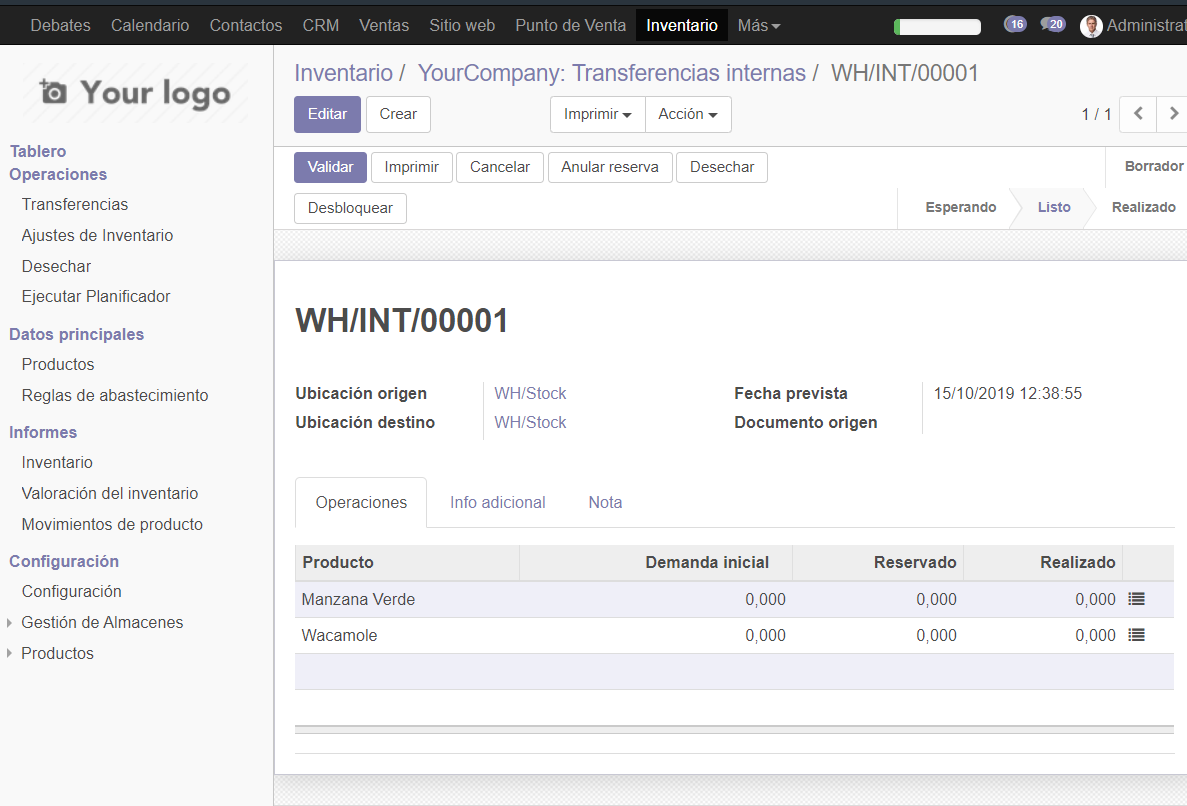 Debates Calendario Contactos CRM Ventas Sitio web Punto de Venta Inventario Más 16 20 Administrat
Your logo
Tablero
Operaciones
Transferencias
Ajustes de Inventario
Desechar
Ejecutar Planificador
Datos principales
Productos
Reglas de abastecimiento
Informes
Inventario
Valoración del inventario
Movimientos de producto
Configuración
Configuración
Gestión de Almacenes
Productos
Inventario / YourCompany: Transferencias internas / WH/INT/00001
Editar Crear Imprimir Acción 1 / 1
Validar Imprimir Cancelar Anular reserva Desechar Borrador
Desbloquear Esperando Listo Realizado
WH/INT/00001
Ubicación origen WH/Stock Fecha prevista 15/10/2019 12:38:55
Ubicación destino WH/Stock Documento origen
Operaciones Info adicional Nota
Producto Demanda inicial Reservado Realizado
Manzana Verde 0,000 0,000 0,000
Wacamole 0,000 0,000 0,000